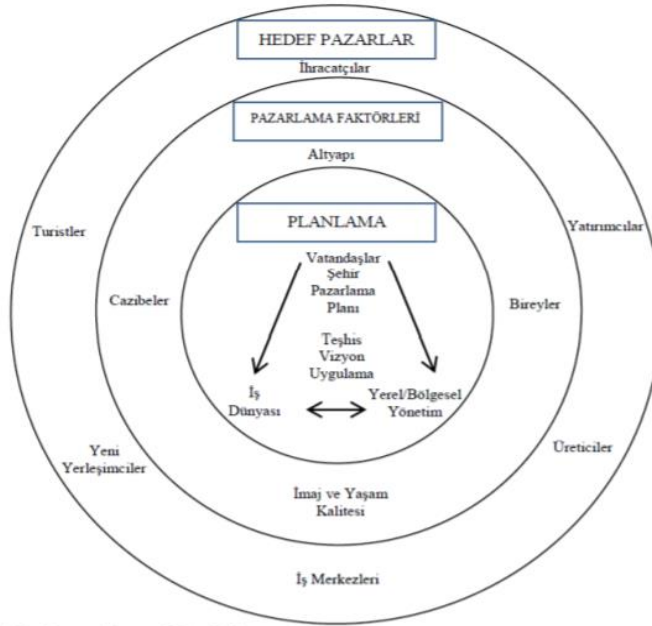 HEDEF PAZARLAR
İhracatçılar
PAZARLAMA FAKTÖRLERİ
Altyapı
Turistler
Yatırımcılar
PLANLAMA
Vatandaşlar
Şehir
Pazarlama
Planı
Cazibeler
Bireyler
Teşhis
Vizyon
Uygulama
İş
Dünyası
Yerel/Bölgesel
Yönetim
Yeni
Yerleşimciler
Üreticiler
İmaj ve Yaşam
Kalitesi
İş Merkezleri